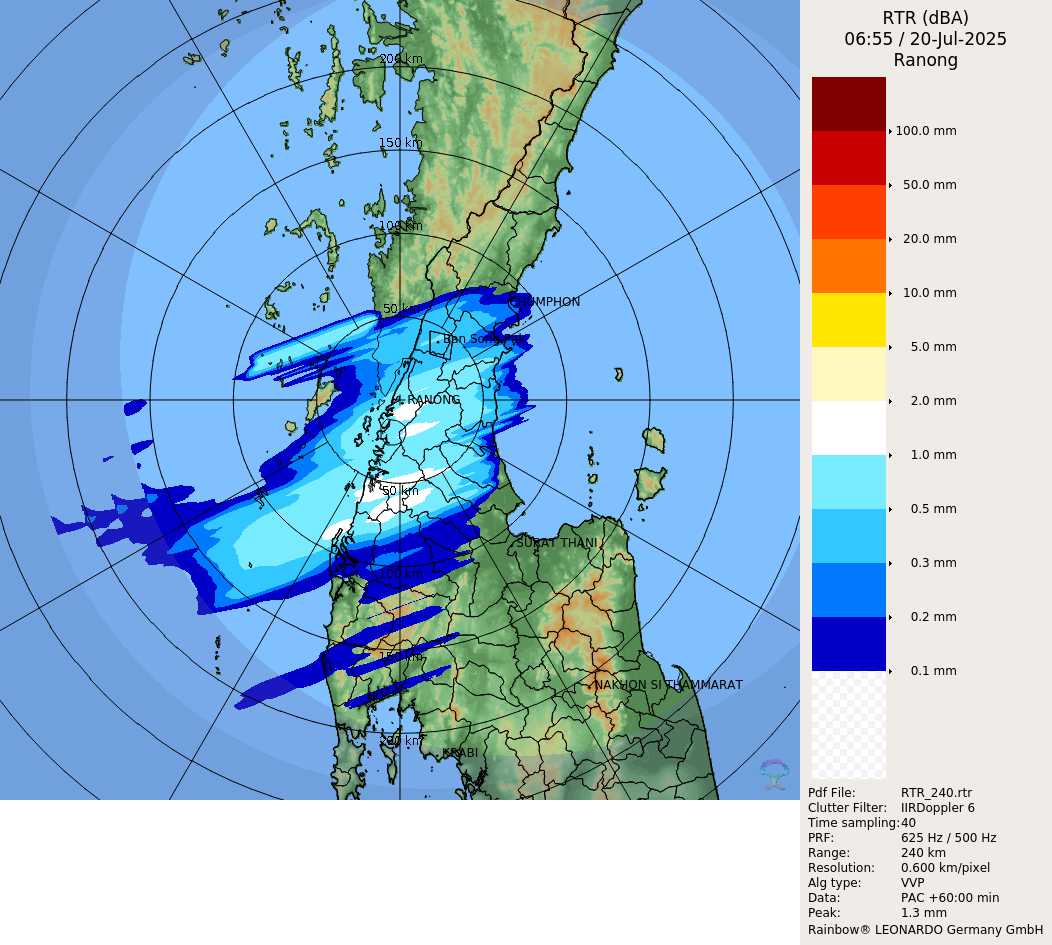 RTR (dBA)
06:55 / 20-Jul-2025
Ranong
100.0 mm
50.0 mm
20.0 mm
10.0 mm
5.0 mm
2.0 mm
1.0 mm
0.5 mm
0.3 mm
0.2 mm
0.1 mm
200 km
150 km
100 km
50 km
CHUMPHON
RANONG
50 km
SURAT THANI
100 km
150 km
NAKHON SI THAMMARAT
200 km
KRABI
Pdf File: RTR_240.rtr
Clutter Filter: IIRDoppler 6
Time sampling: 40
PRF: 625 Hz / 500 Hz
Range: 240 km
Resolution: 0.600 km/pixel
Alg type: VVP
Data: PAC +60:00 min
Peak: 1.3 mm
Rainbow® LEONARDO Germany GmbH